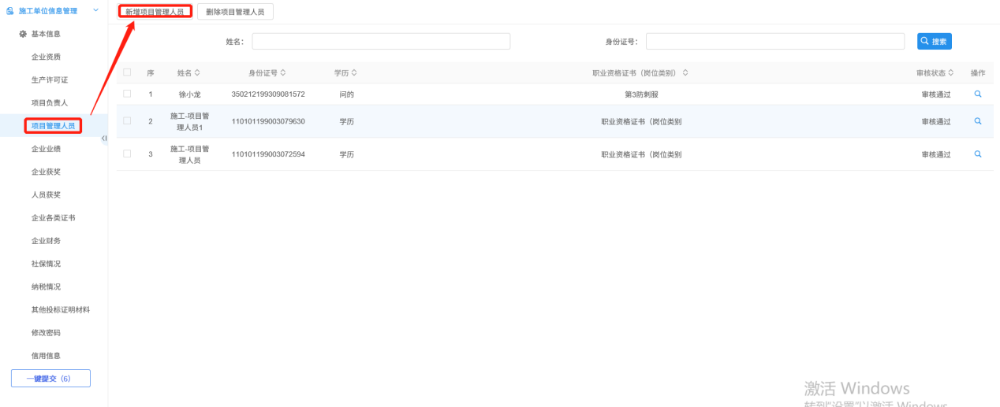 施工单位信息管理
新增项目管理人员 删除项目管理人员
基本信息
姓名: 身份证号: 搜索
企业资质
序 姓名 身份证号 学历 职业资格证书（岗位类别） 审核状态 操作
生产许可证
1 徐小龙 350212199309081572 问的 第3防刺服 审核通过
项目负责人
2 施工-项目管理人员1 110101199003079630 学历 职业资格证书（岗位类别 审核通过
项目管理人员
企业业绩
3 施工-项目管理人员 110101199003072594 学历 职业资格证书（岗位类别 审核通过
企业获奖
人员获奖
企业各类证书
企业财务
社保情况
纳税情况
其他投标证明材料
修改密码
信用信息
一键提交（6）
激活 Windows
转到"设置"以激活 Windows